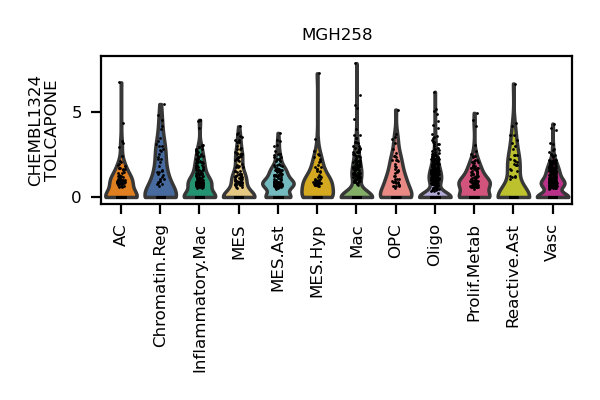 MGH258
CHEMBL1324
TOLCAPONE
5
0
AC
Chromatin.Reg
Inflammatory.Mac
MES
MES.Ast
MES.Hyp
Mac
OPC
Oligo
Prolif.Metab
Reactive.Ast
Vasc